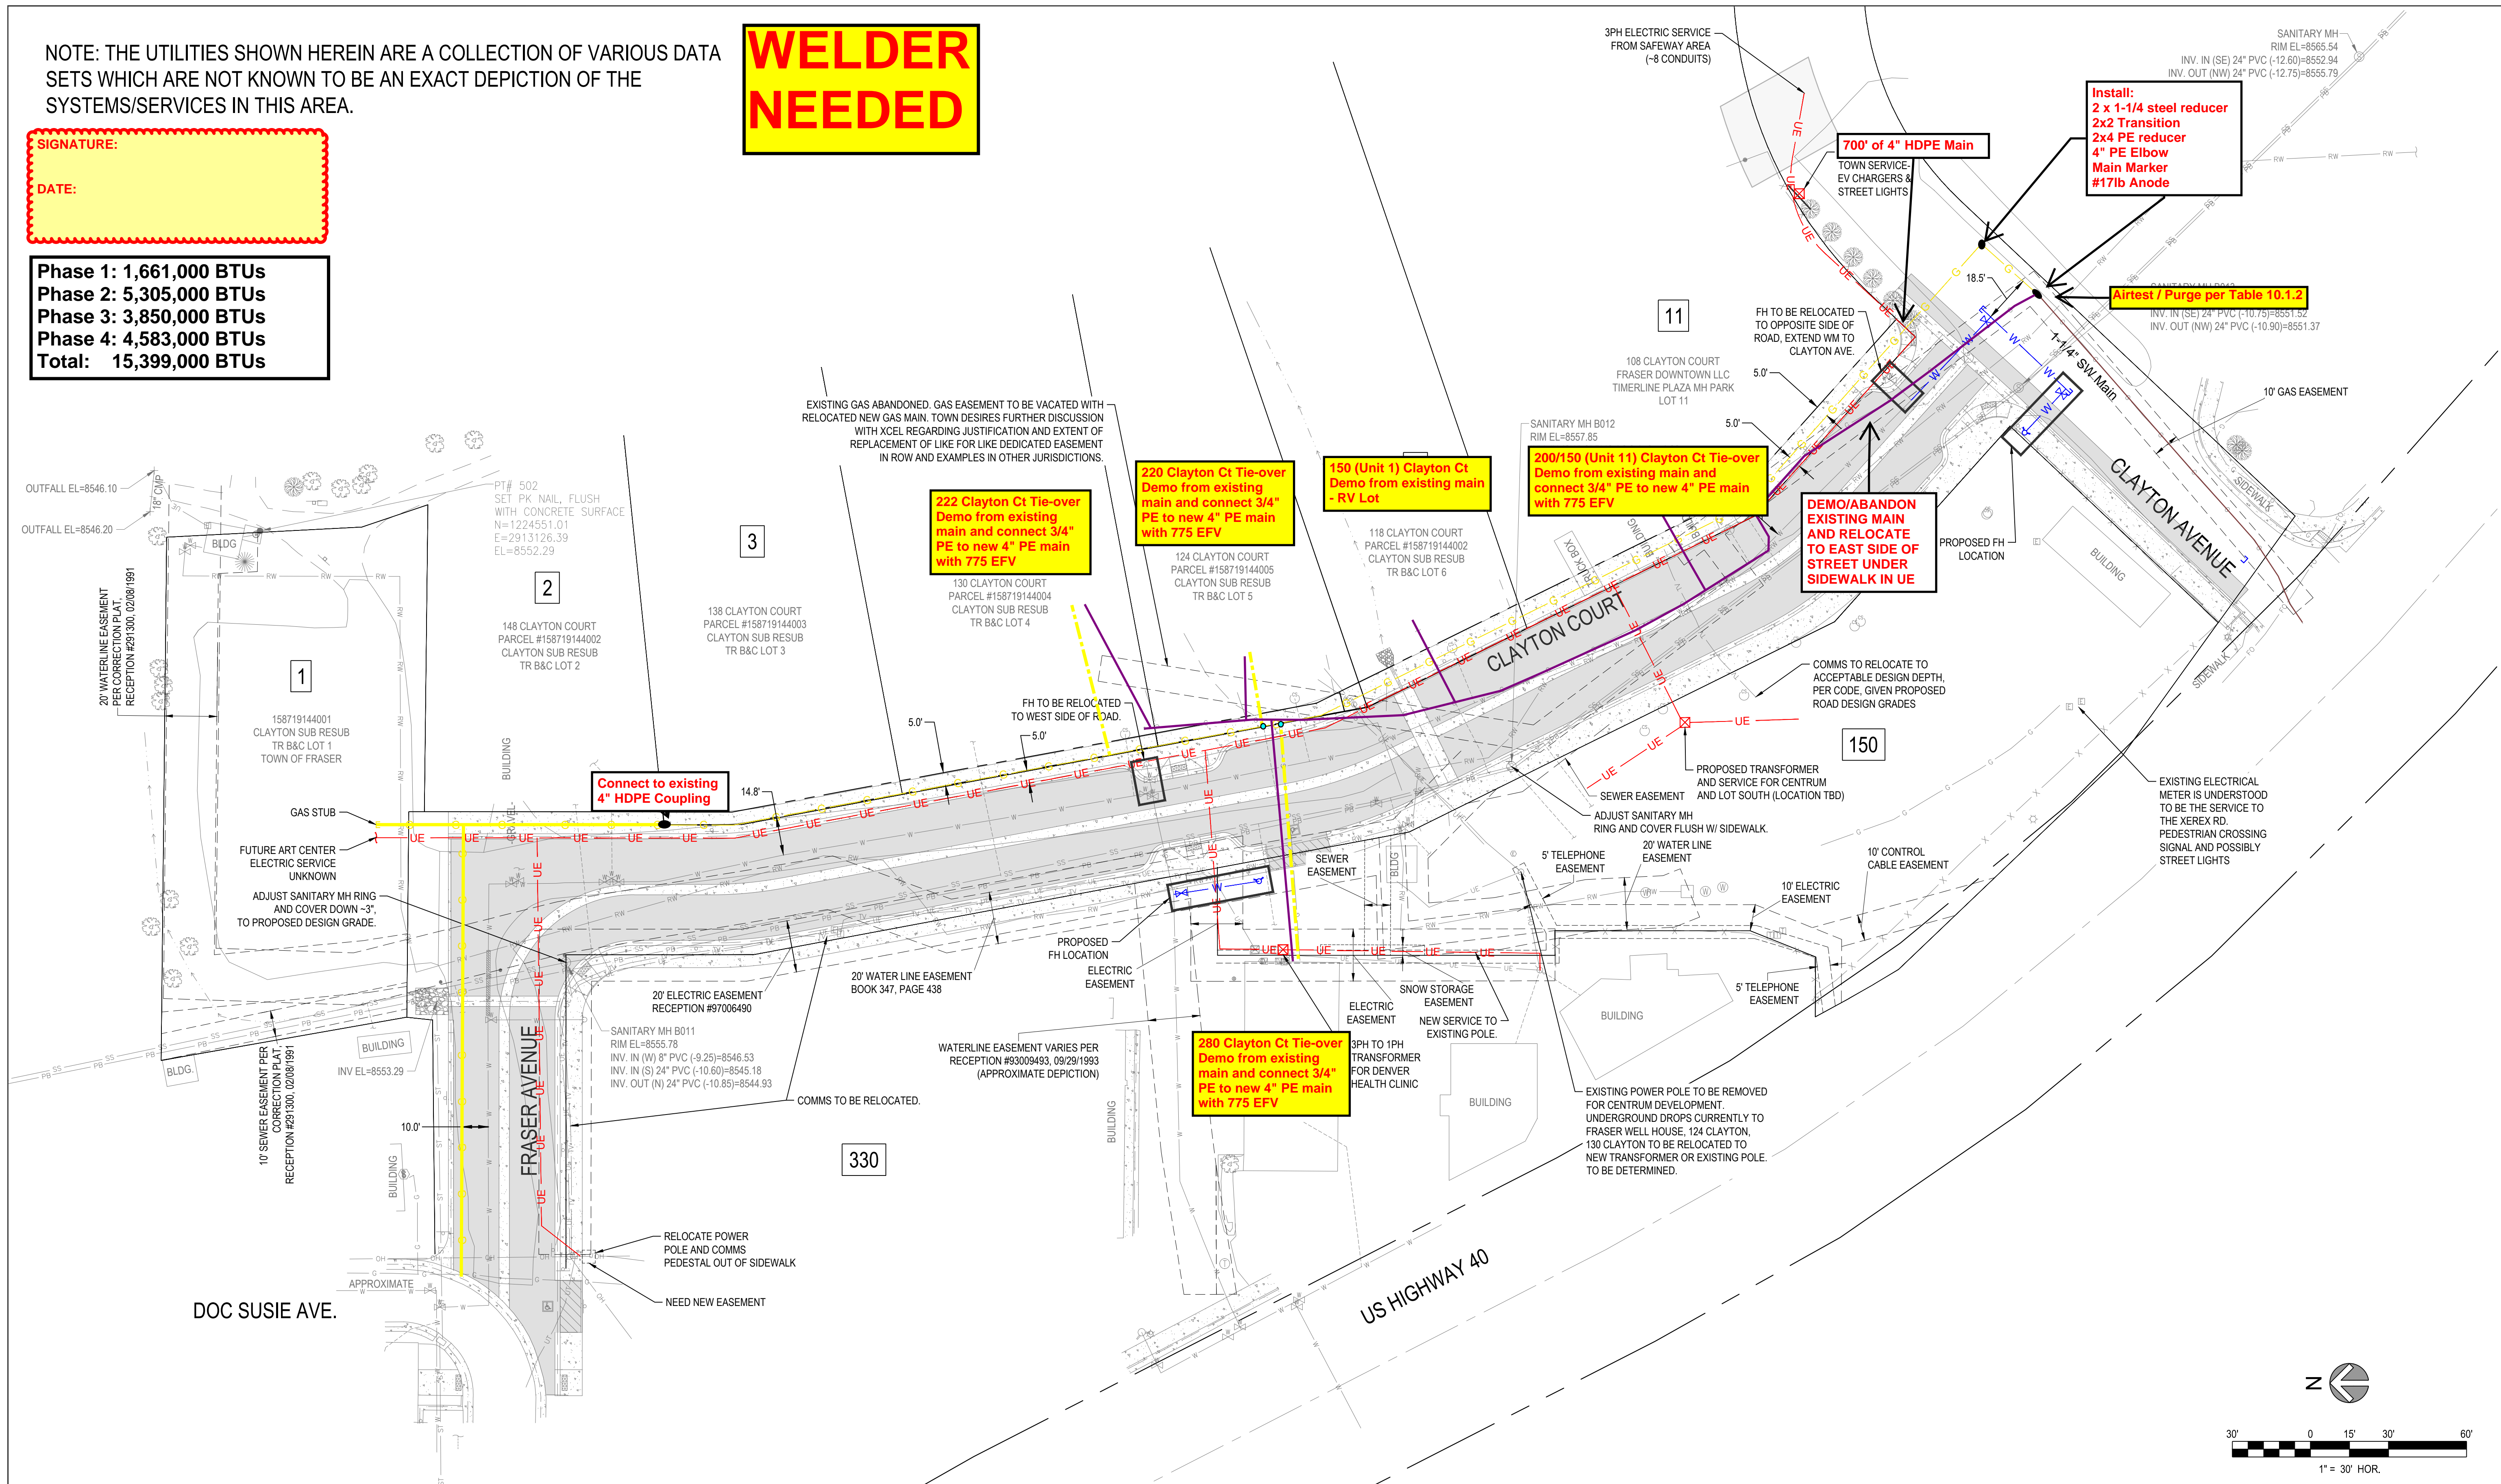 NOTE: THE UTILITIES SHOWN HEREIN ARE A COLLECTION OF VARIOUS DATA
SETS WHICH ARE NOT KNOWN TO BE AN EXACT DEPICTION OF THE
SYSTEMS/SERVICES IN THIS AREA.
WELDER
NEEDED
SIGNATURE:
DATE:
Phase 1: 1,661,000 BTUs
Phase 2: 5,305,000 BTUs
Phase 3: 3,850,000 BTUs
Phase 4: 4,583,000 BTUs
Total: 15,399,000 BTUs
3PH ELECTRIC SERVICE
FROM SAFEWAY AREA
(~8 CONDUITS)
SANITARY MH
RIM EL=8565.54
INV. IN (SE) 24" PVC (-12.60)=8552.94
INV. OUT (NW) 24" PVC (-12.75)=8555.79
Install:
2 x 1-1/4 steel reducer
2x2 Transition
2x4 PE reducer
4" PE Elbow
Main Marker
#17lb Anode
700' of 4" HDPE Main
TOWN SERVICE-
EV CHARGERS &
STREET LIGHTS
18.5'
Airtest / Purge per Table 10.1.2
INV. IN (SE) 24" PVC (-10.75)=8551.52
INV. OUT (NW) 24" PVC (-10.90)=8551.37
11
FH TO BE RELOCATED
TO OPPOSITE SIDE OF
ROAD, EXTEND WM TO
CLAYTON AVE.
108 CLAYTON COURT
FRASER DOWNTOWN LLC
TIMERLINE PLAZA MH PARK
LOT 11
5.0'
5.0'
1-1/4" SW Main
10' GAS EASEMENT
EXISTING GAS ABANDONED. GAS EASEMENT TO BE VACATED WITH
RELOCATED NEW GAS MAIN. TOWN DESIRES FURTHER DISCUSSION
WITH XCEL REGARDING JUSTIFICATION AND EXTENT OF
REPLACEMENT OF LIKE FOR LIKE DEDICATED EASEMENT
IN ROW AND EXAMPLES IN OTHER JURISDICTIONS.
SANITARY MH B012
RIM EL=8557.85
222 Clayton Ct Tie-over
Demo from existing
main and connect 3/4"
PE to new 4" PE main
with 775 EFV
220 Clayton Ct Tie-over
Demo from existing
main and connect 3/4"
PE to new 4" PE main
with 775 EFV
150 (Unit 1) Clayton Ct
Demo from existing main
- RV Lot
200/150 (Unit 11) Clayton Ct Tie-over
Demo from existing main and
connect 3/4" PE to new 4" PE main
with 775 EFV
DEMO/ABANDON
EXISTING MAIN
AND RELOCATE
TO EAST SIDE OF
STREET UNDER
SIDEWALK IN UE
PROPOSED FH
LOCATION
CLAYTON AVENUE
SIDEWALK
SIDEWALK
BUILDING
OUTFALL EL=8546.10
OUTFALL EL=8546.20
18" CMP
BLDG
PT# 502
SET PK NAIL, FLUSH
WITH CONCRETE SURFACE
N=1224551.01
E=2913126.39
EL=8552.29
2
148 CLAYTON COURT
PARCEL #158719144002
CLAYTON SUB RESUB
TR B&C LOT 2
3
138 CLAYTON COURT
PARCEL #158719144003
CLAYTON SUB RESUB
TR B&C LOT 3
130 CLAYTON COURT
PARCEL #158719144004
CLAYTON SUB RESUB
TR B&C LOT 4
124 CLAYTON COURT
PARCEL #158719144005
CLAYTON SUB RESUB
TR B&C LOT 5
118 CLAYTON COURT
PARCEL #158719144002
CLAYTON SUB RESUB
TR B&C LOT 6
TRUCK BOX
BUILDING
CLAYTON COURT
20' WATERLINE EASEMENT
PER CORRECTION PLAT,
RECEPTION #291300, 02/08/1991
1
158719144001
CLAYTON SUB RESUB
TR B&C LOT 1
TOWN OF FRASER
BUILDING
GRAVEL
Connect to existing
4" HDPE Coupling
14.8'
5.0'
5.0'
FH TO BE RELOCATED
TO WEST SIDE OF ROAD.
COMMS TO RELOCATE TO
ACCEPTABLE DESIGN DEPTH,
PER CODE, GIVEN PROPOSED
ROAD DESIGN GRADES
150
PROPOSED TRANSFORMER
AND SERVICE FOR CENTRUM
AND LOT SOUTH (LOCATION TBD)
SEWER EASEMENT
ADJUST SANITARY MH
RING AND COVER FLUSH W/ SIDEWALK.
EXISTING ELECTRICAL
METER IS UNDERSTOOD
TO BE THE SERVICE TO
THE XEREX RD.
PEDESTRIAN CROSSING
SIGNAL AND POSSIBLY
STREET LIGHTS
GAS STUB
FUTURE ART CENTER
ELECTRIC SERVICE
UNKNOWN
ADJUST SANITARY MH RING
AND COVER DOWN ~3",
TO PROPOSED DESIGN GRADE.
SEWER
EASEMENT
BLDG
5' TELEPHONE
EASEMENT
20' WATER LINE
EASEMENT
10' CONTROL
CABLE EASEMENT
10' ELECTRIC
EASEMENT
PROPOSED
FH LOCATION
ELECTRIC
EASEMENT
20' WATER LINE EASEMENT
BOOK 347, PAGE 438
20' ELECTRIC EASEMENT
RECEPTION #97006490
SNOW STORAGE
EASEMENT
ELECTRIC
EASEMENT
NEW SERVICE TO
EXISTING POLE.
5' TELEPHONE
EASEMENT
BUILDING
SANITARY MH B011
RIM EL=8555.78
INV. IN (W) 8" PVC (-9.25)=8546.53
INV. IN (S) 24" PVC (-10.60)=8545.18
INV. OUT (N) 24" PVC (-10.85)=8544.93
WATERLINE EASEMENT VARIES PER
RECEPTION #93009493, 09/29/1993
(APPROXIMATE DEPICTION)
280 Clayton Ct Tie-over
Demo from existing
main and connect 3/4"
PE to new 4" PE main
with 775 EFV
3PH TO 1PH
TRANSFORMER
FOR DENVER
HEALTH CLINIC
BUILDING
EXISTING POWER POLE TO BE REMOVED
FOR CENTRUM DEVELOPMENT.
UNDERGROUND DROPS CURRENTLY TO
FRASER WELL HOUSE, 124 CLAYTON,
130 CLAYTON TO BE RELOCATED TO
NEW TRANSFORMER OR EXISTING POLE.
TO BE DETERMINED.
BUILDING
BLDG.
INV EL=8553.29
10' SEWER EASEMENT PER
CORRECTION PLAT,
RECEPTION #291300, 02/08/1991
10.0'
BUILDING
FRASER AVENUE
COMMS TO BE RELOCATED.
330
BUILDING
RELOCATE POWER
POLE AND COMMS
PEDESTAL OUT OF SIDEWALK
NEED NEW EASEMENT
APPROXIMATE
DOC SUSIE AVE.
US HIGHWAY 40
N
30' 0 15' 30' 60'
1" = 30' HOR.